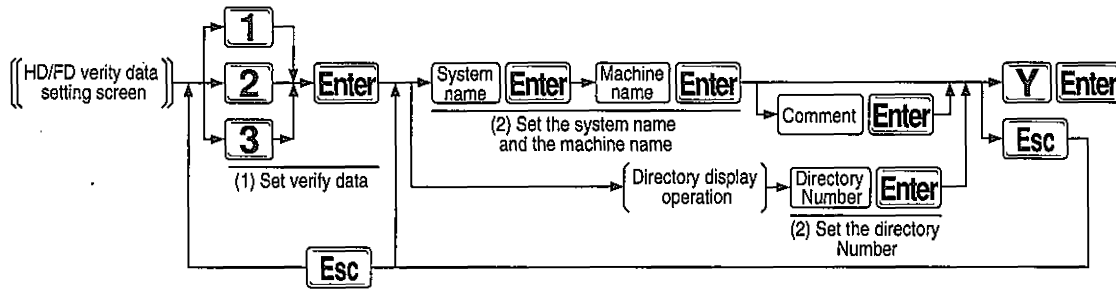 HD/FD verity data
setting screen
1
2
3
Enter
(1) Set verify data
System
name
Enter
Machine
name
Enter
(2) Set the system name
and the machine name
Comment
Enter
Y
Enter
Esc
Directory display
operation
Directory
Number
Enter
(2) Set the directory
Number
Esc